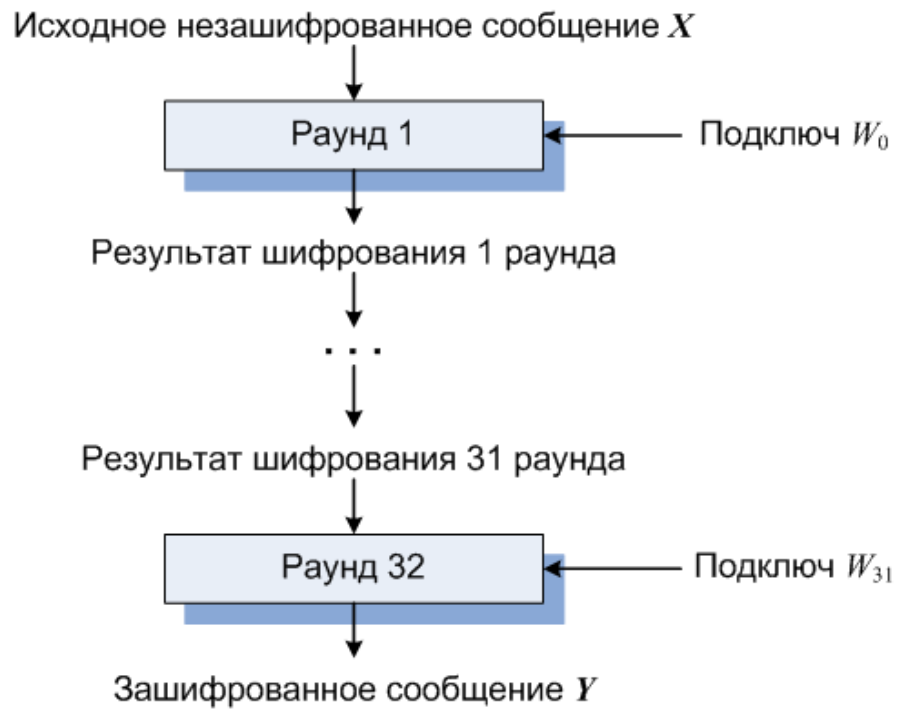 Исходное незашифрованное сообщение X
Раунд 1
Подключ W₀
Результат шифрования 1 раунда
. . .
Результат шифрования 31 раунда
Раунд 32
Подключ W₃₁
Зашифрованное сообщение Y